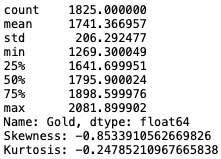 count    1825.000000
mean     1741.366957
std       206.292477
min      1269.300049
25%      1641.699951
50%      1795.900024
75%      1898.599976
max      2081.899902
Name: Gold, dtype: float64
Skewness: -0.8533910562669826
Kurtosis: -0.24785210967665838